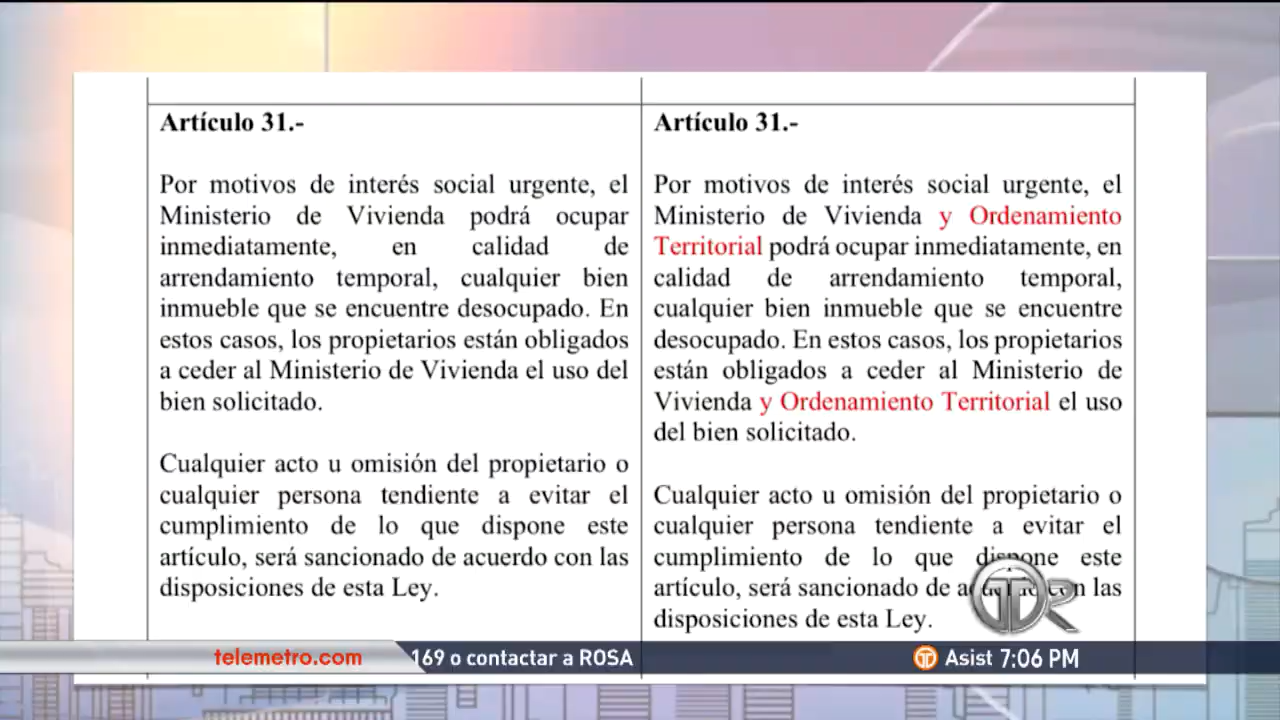 Artículo 31.-
Por motivos de interés social urgente, el
Ministerio de Vivienda podrá ocupar
inmediatamente, en calidad de
arrendamiento temporal, cualquier bien
inmueble que se encuentre desocupado. En
estos casos, los propietarios están obligados
a ceder al Ministerio de Vivienda el uso del
bien solicitado.
Cualquier acto u omisión del propietario o
cualquier persona tendiente a evitar el
cumplimiento de lo que dispone este
artículo, será sancionado de acuerdo con las
disposiciones de esta Ley.
Artículo 31.-
Por motivos de interés social urgente, el
Ministerio de Vivienda y Ordenamiento
Territorial podrá ocupar inmediatamente, en
calidad de arrendamiento temporal,
cualquier bien inmueble que se encuentre
desocupado. En estos casos, los propietarios
están obligados a ceder al Ministerio de
Vivienda y Ordenamiento Territorial el uso
del bien solicitado.
Cualquier acto u omisión del propietario o
cualquier persona tendiente a evitar el
cumplimiento de lo que dispone este
artículo, será sancionado de acuerdo con las
disposiciones de esta Ley.
TR
telemetro.com
169 o contactar a ROSA
Asist 7:06 PM